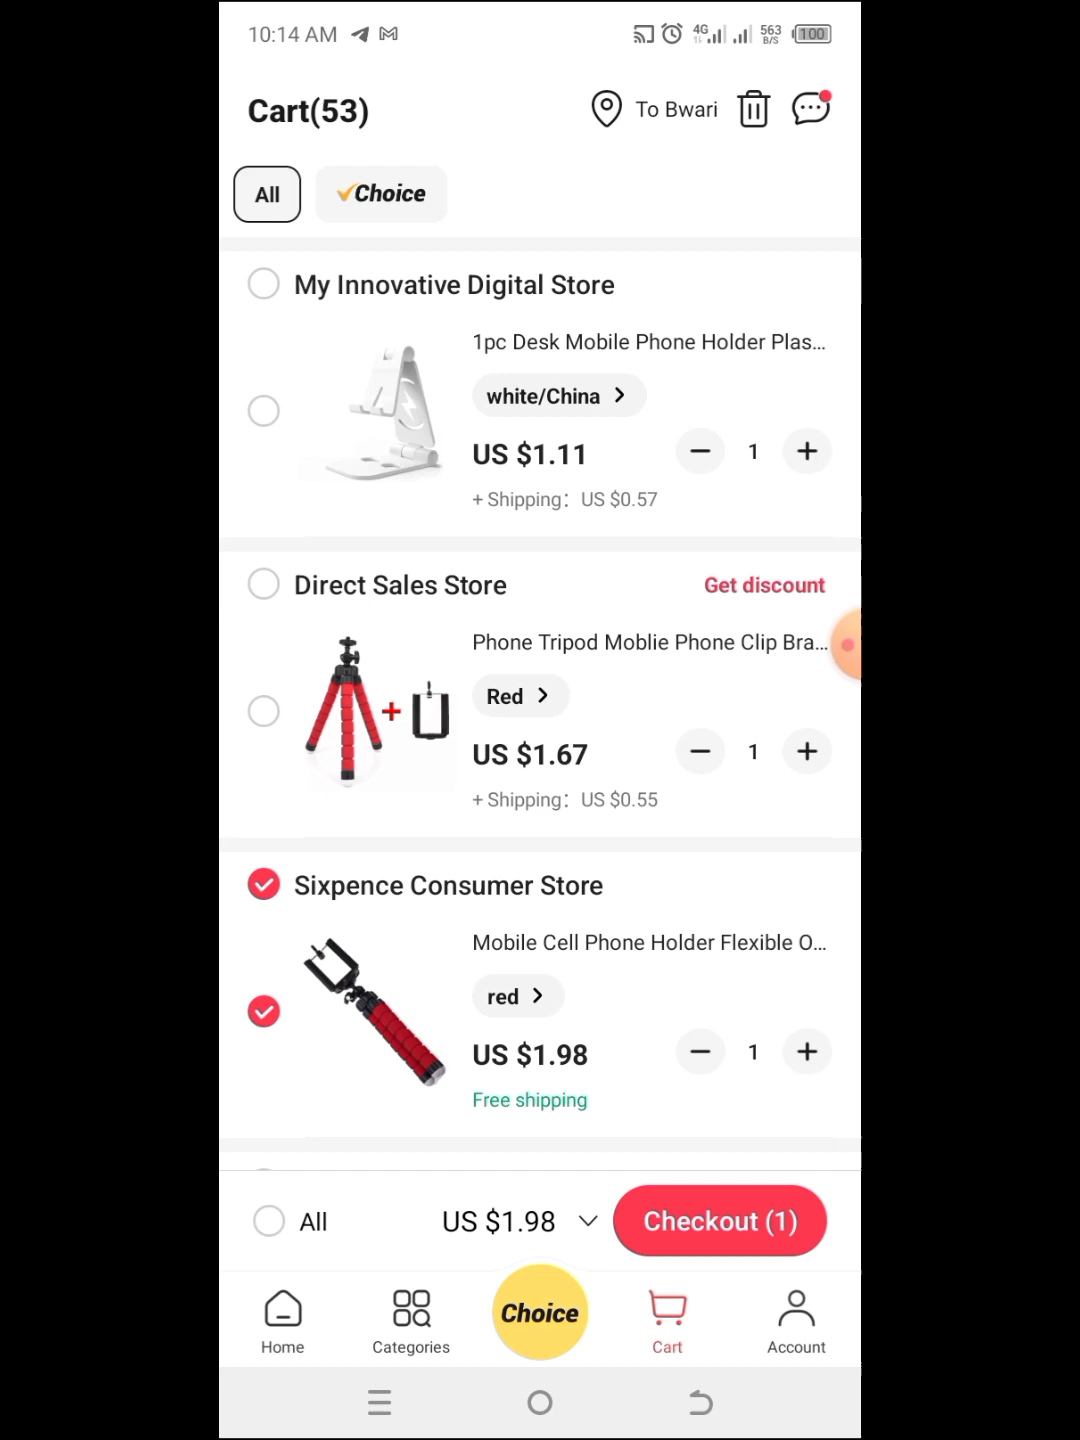 10:14 AM 4G 563 B/S 100
Cart(53) To Bwari
All Choice
My Innovative Digital Store
1pc Desk Mobile Phone Holder Plas...
white/China >
US $1.11 − 1 +
+ Shipping: US $0.57
Direct Sales Store Get discount
Phone Tripod Moblie Phone Clip Bra...
Red >
US $1.67 − 1 +
+ Shipping: US $0.55
Sixpence Consumer Store
Mobile Cell Phone Holder Flexible O...
red >
US $1.98 − 1 +
Free shipping
All US $1.98 Checkout (1)
Home Categories Choice Cart Account